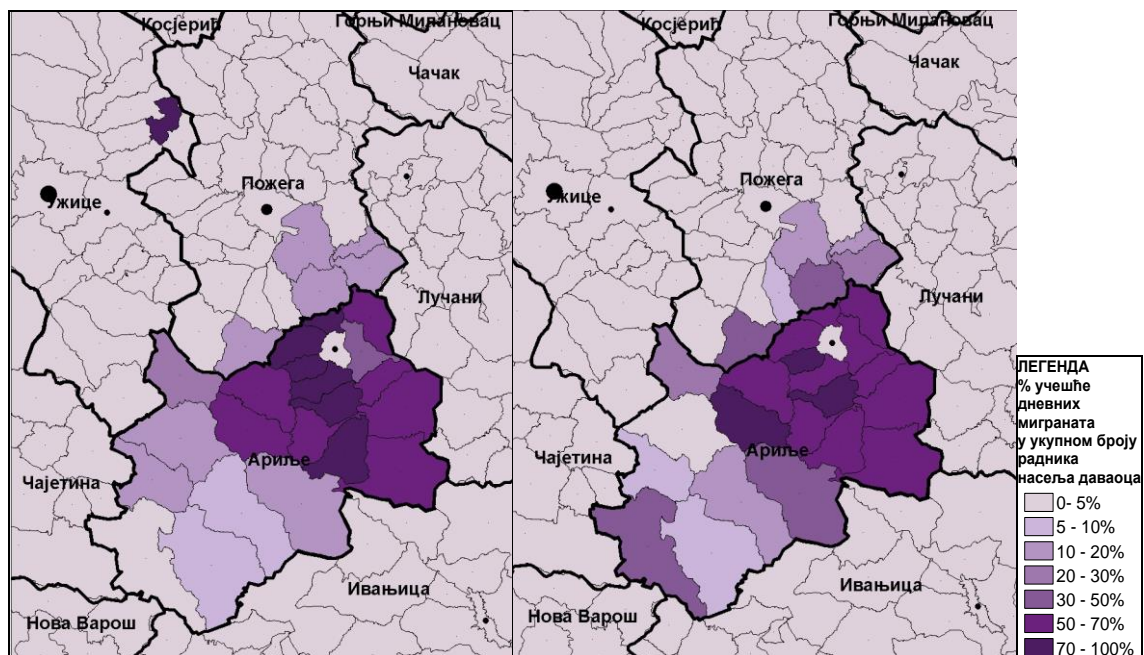 Косјерић
Горњи Милановац
Чачак
Пожега
Ужице
Лучани
Ариље
Чајетина
Ивањица
Нова Варош
Косјерић
Горњи Милановац
Чачак
Пожега
Ужице
Лучани
Ариље
Чајетина
Ивањица
Нова Варош
ЛЕГЕНДА
% учешће
дневних
миграната
у укупном броју
радника
насеља даваоца
0- 5%
5 - 10%
10 - 20%
20 - 30%
30 - 50%
50 - 70%
70 - 100%